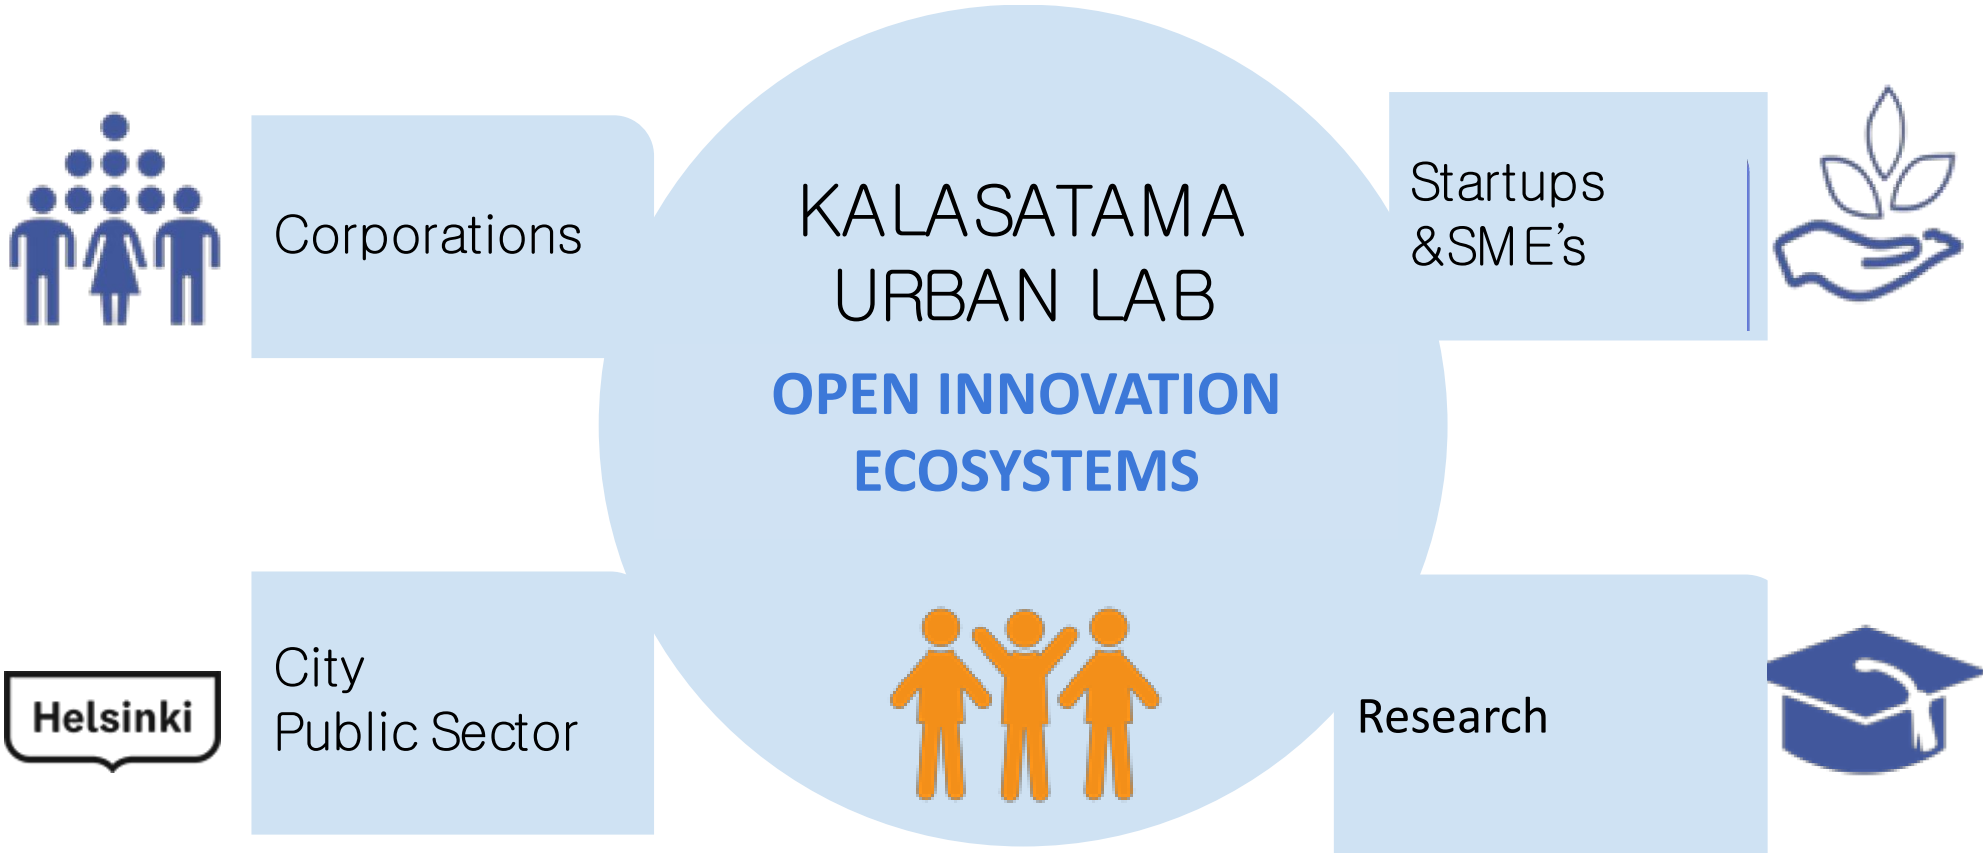 Corporations
KALASATAMA
URBAN LAB
OPEN INNOVATION
ECOSYSTEMS
Startups
&SME’s
Helsinki
City
Public Sector
Research